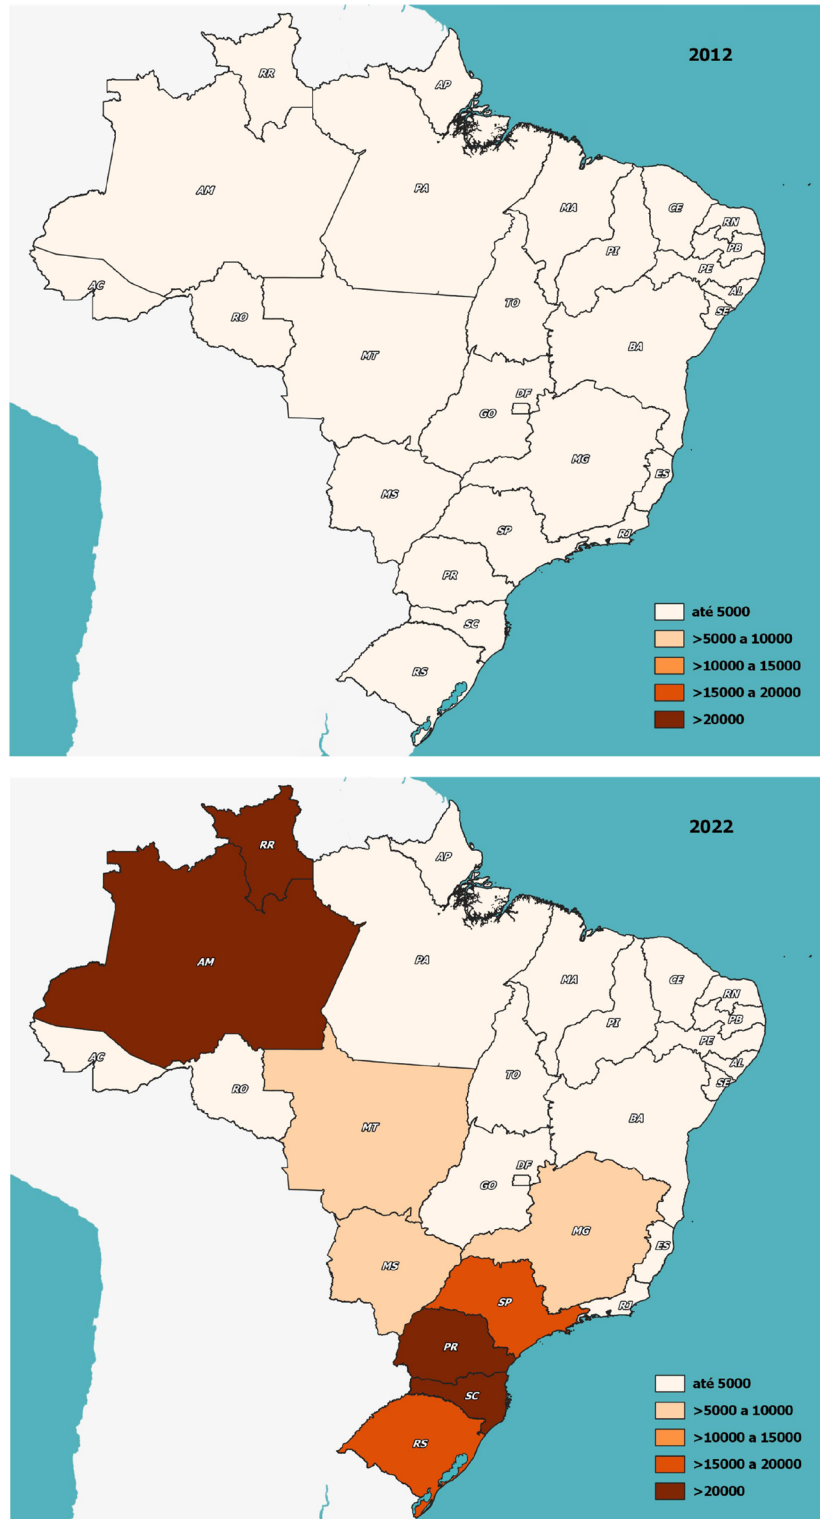 2012
RR
AP
AM
PA
MA
CE
RN
PB
PI
PE
AC
AL
TO
SE
RO
BA
MT
DF
GO
MG
ES
MS
SP
RJ
PR
SC
RS
até 5000
>5000 a 10000
>10000 a 15000
>15000 a 20000
>20000
2022
RR
AP
AM
PA
MA
CE
RN
PB
PI
PE
AC
AL
TO
SE
RO
BA
MT
DF
GO
MG
ES
MS
SP
RJ
PR
SC
RS
até 5000
>5000 a 10000
>10000 a 15000
>15000 a 20000
>20000